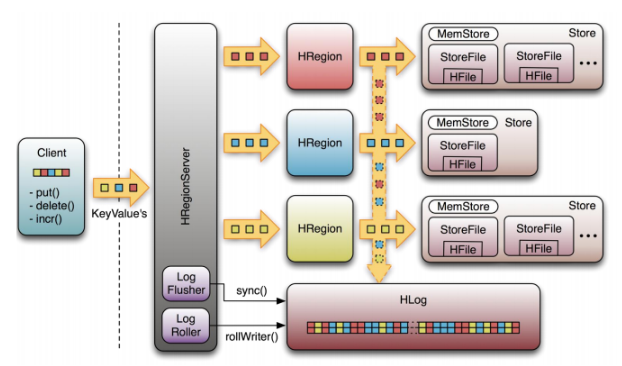 Client
- put()
- delete()
- incr()
KeyValue's
HRegionServer
Log
Flusher
Log
Roller
sync()
rollWriter()
HRegion
HRegion
HRegion
MemStore
Store
StoreFile
HFile
StoreFile
HFile
...
MemStore
Store
StoreFile
HFile
MemStore
Store
StoreFile
HFile
StoreFile
HFile
...
HLog